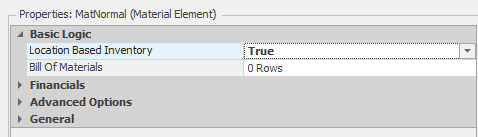 Properties: MatNormal (Material Element)
Basic Logic
Location Based Inventory True
Bill Of Materials 0 Rows
Financials
Advanced Options
General